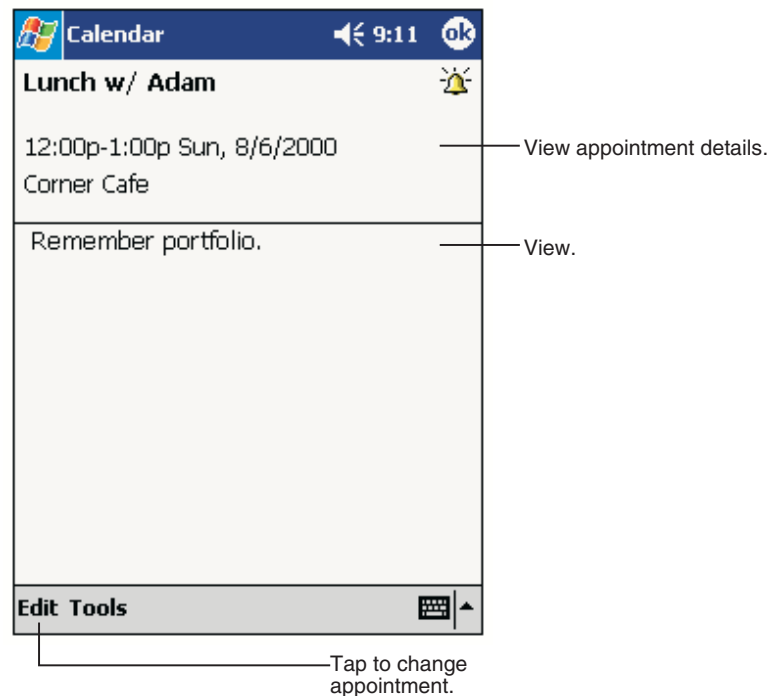 Calendar 9:11 ok
Lunch w/ Adam
12:00p-1:00p Sun, 8/6/2000
View appointment details.
Corner Cafe
Remember portfolio.
View.
Edit Tools
Tap to change
appointment.